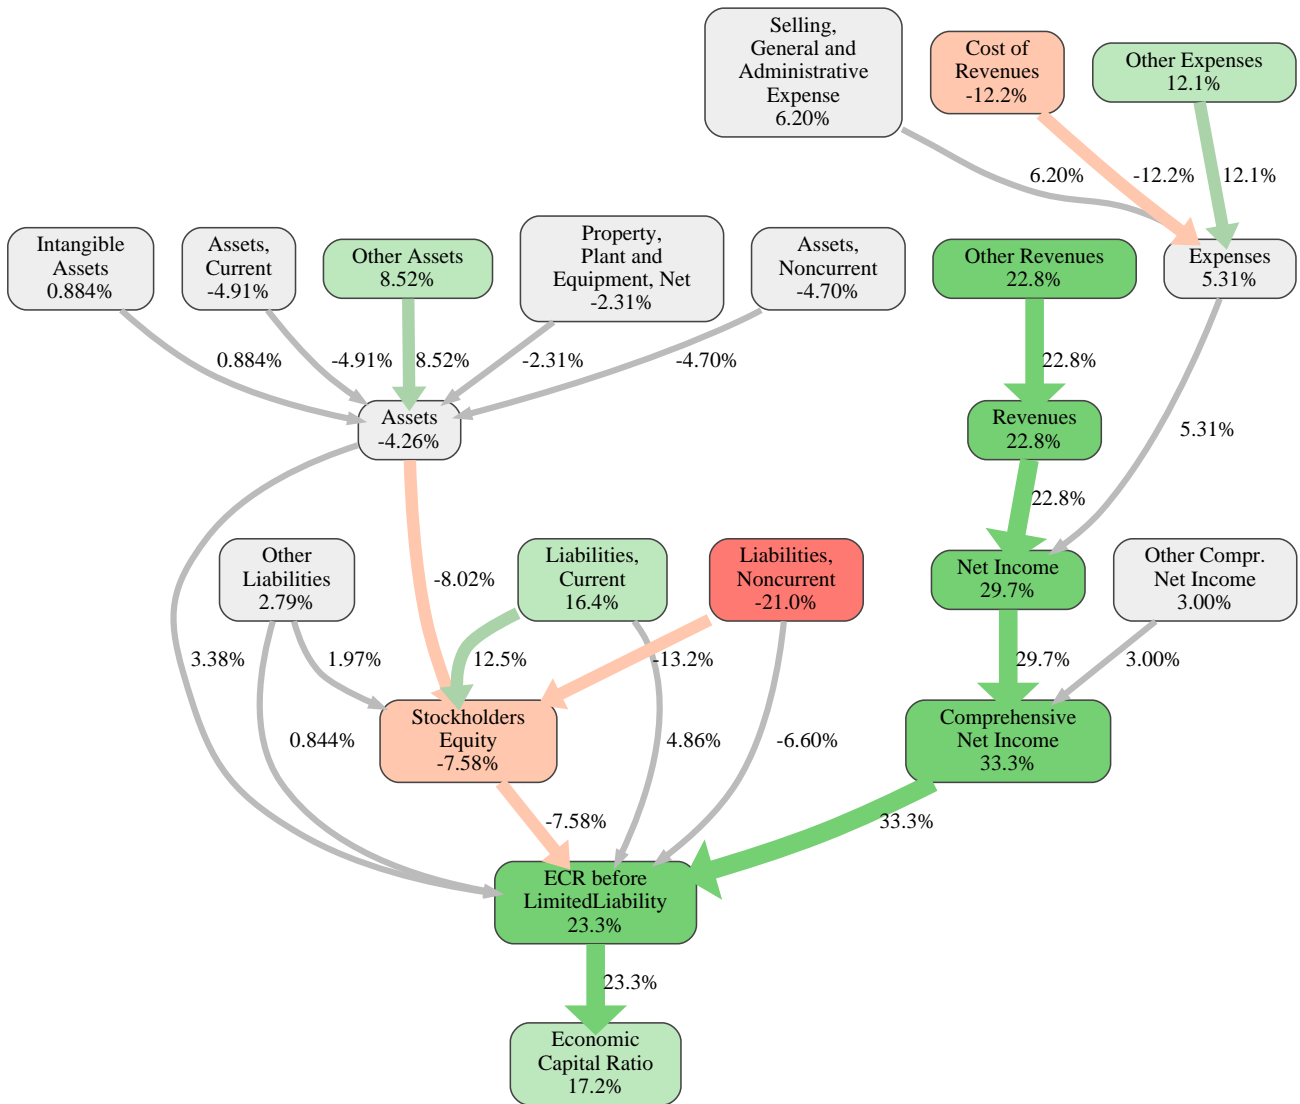 Selling,
General and
Administrative
Expense
6.20%
Cost of
Revenues
-12.2%
Other Expenses
12.1%
6.20%
-12.2%
12.1%
Intangible
Assets
0.884%
Assets,
Current
-4.91%
Other Assets
8.52%
Property,
Plant and
Equipment, Net
-2.31%
Assets,
Noncurrent
-4.70%
Other Revenues
22.8%
Expenses
5.31%
0.884%
-4.91%
8.52%
-2.31%
-4.70%
22.8%
Assets
-4.26%
Revenues
22.8%
5.31%
22.8%
Other
Liabilities
2.79%
-8.02%
Liabilities,
Current
16.4%
Liabilities,
Noncurrent
-21.0%
Net Income
29.7%
Other Compr.
Net Income
3.00%
3.38%
1.97%
12.5%
-13.2%
29.7%
3.00%
0.844%
Stockholders
Equity
-7.58%
4.86%
-6.60%
Comprehensive
Net Income
33.3%
-7.58%
33.3%
ECR before
LimitedLiability
23.3%
23.3%
Economic
Capital Ratio
17.2%